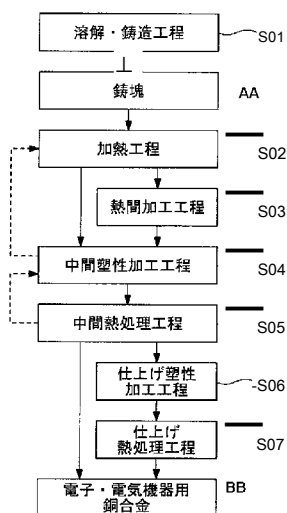 溶解・鋳造工程
S01
鋳塊
AA
加熱工程
S02
熱間加工工程
S03
中間塑性加工工程
S04
中間熱処理工程
S05
仕上げ塑性
加工工程
-S06
仕上げ
熱処理工程
S07
電子・電気機器用
銅合金
BB